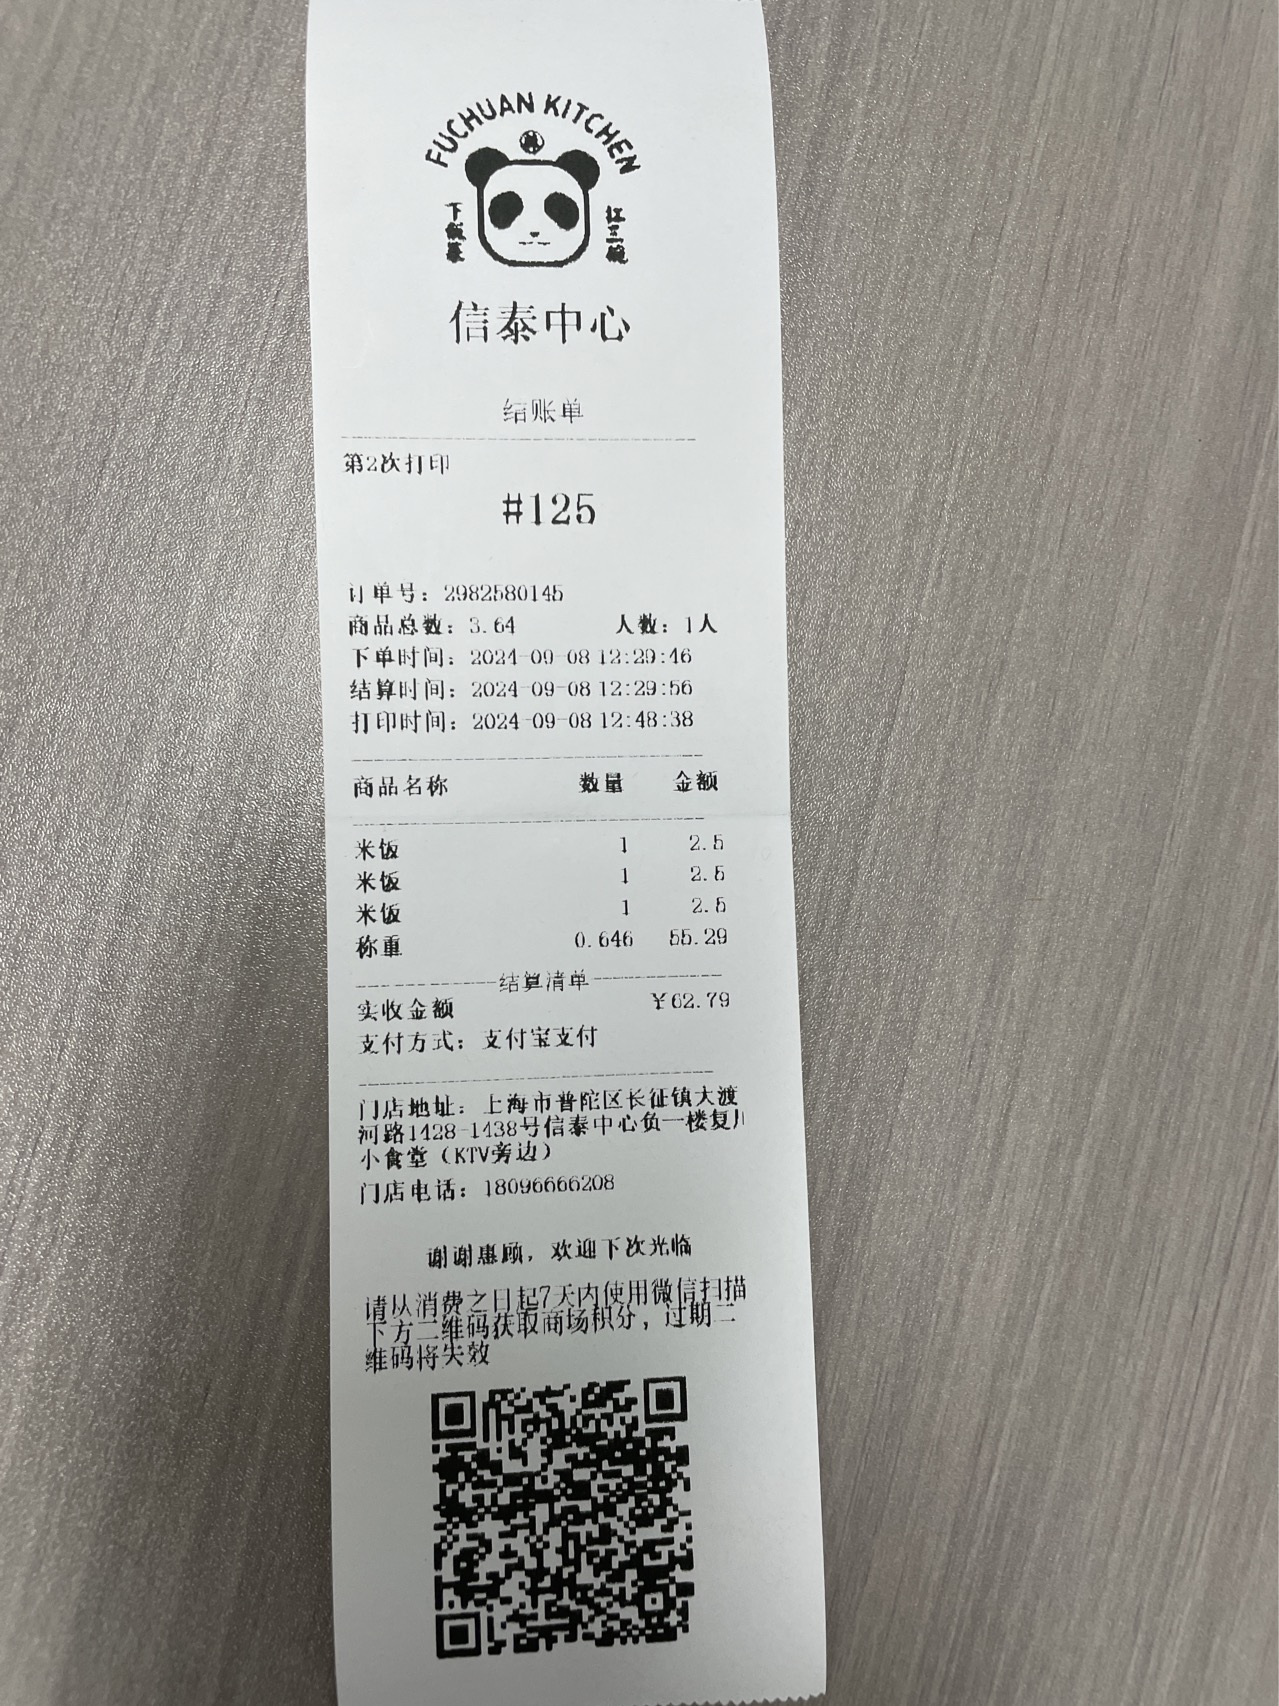 FUCHUAN KITCHEN
下饭菜
扛三碗
信泰中心
结账单
第2次打印
#125
订单号：2982580145
商品总数：3.64 人数：1人
下单时间：2024-09-08 12:29:46
结算时间：2024-09-08 12:29:56
打印时间：2024-09-08 12:48:38
商品名称 数量 金额
米饭 1 2.5
米饭 1 2.5
米饭 1 2.5
称重 0.646 55.29
结算清单
实收金额 ￥62.79
支付方式：支付宝支付
门店地址：上海市普陀区长征镇大渡
河路1428-1438号信泰中心负一楼复川
小食堂（KTV旁边）
门店电话：18096666208
谢谢惠顾，欢迎下次光临
请从消费之日起7天内使用微信扫描
下方二维码获取商场积分，过期二
维码将失效